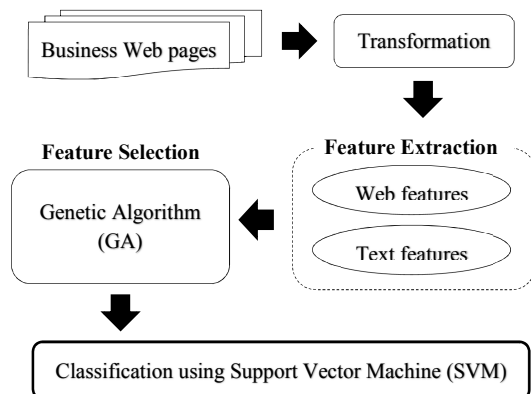 Business Web pages
Transformation
Feature Extraction
Web features
Text features
Feature Selection
Genetic Algorithm
(GA)
Classification using Support Vector Machine (SVM)